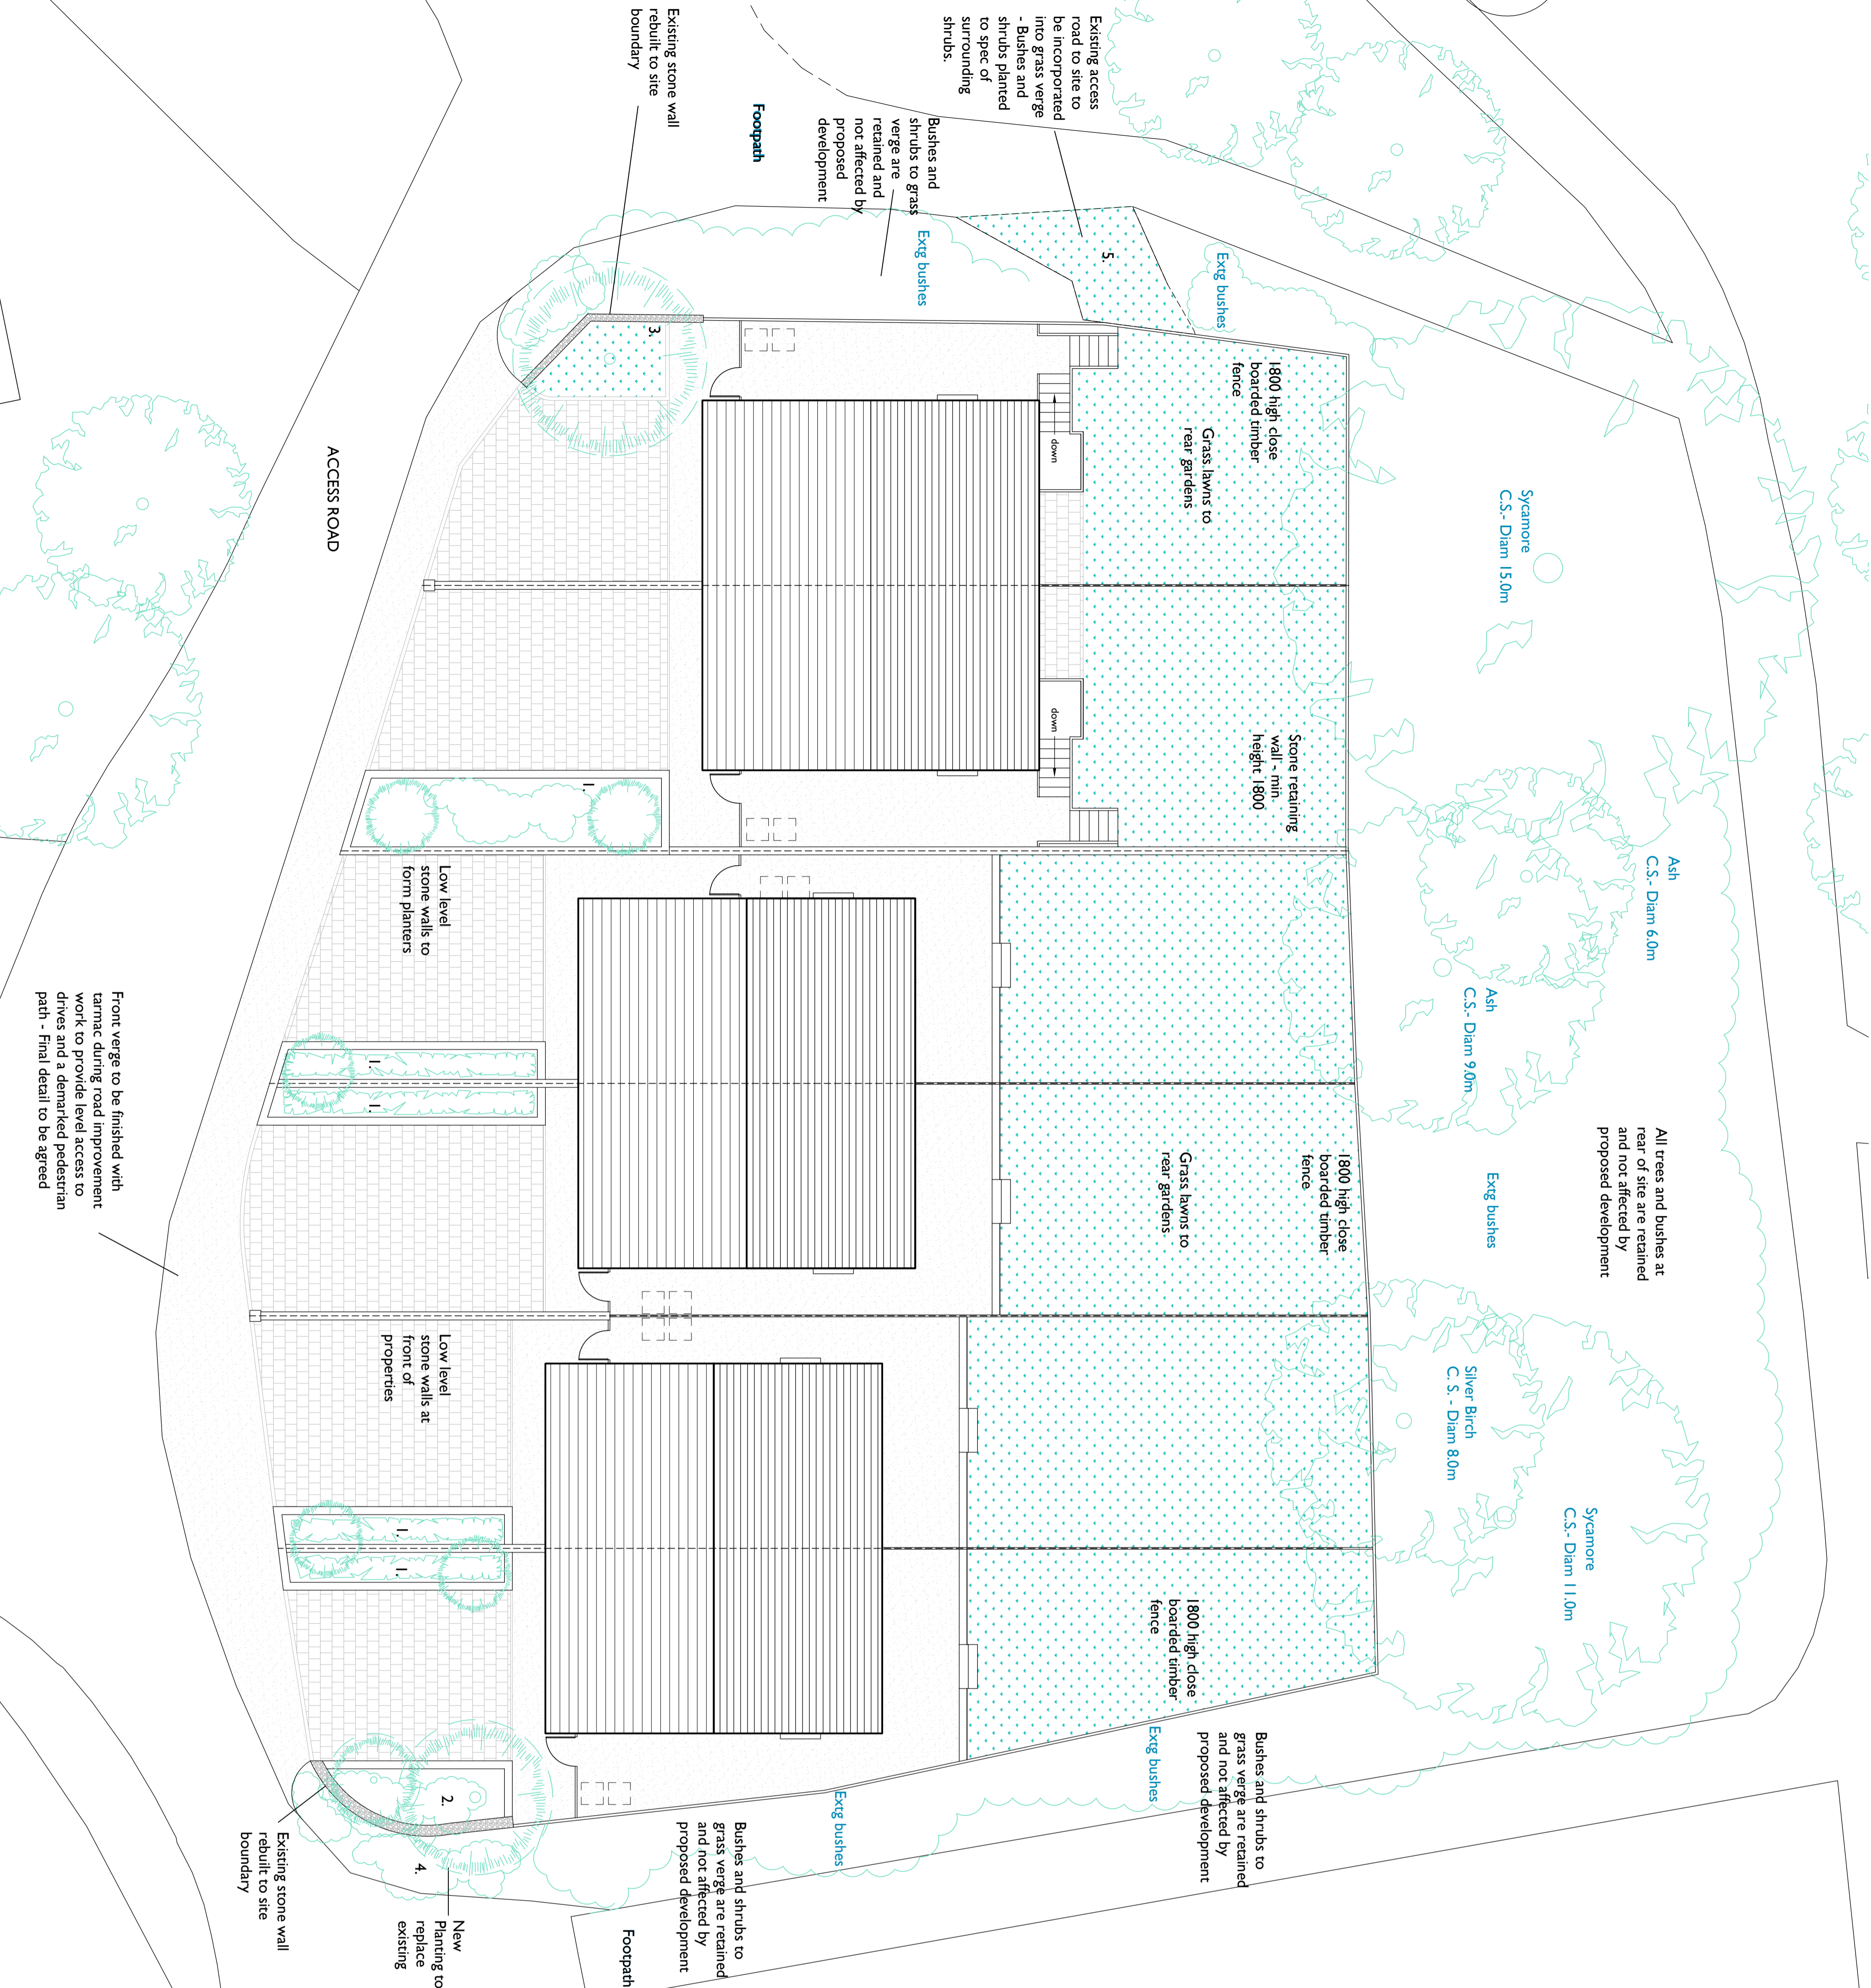 Existing access
road to site to
be incorporated
into grass verge
- Bushes and
shrubs planted
to spec of
surrounding
shrubs.
Existing stone wall
rebuilt to site
boundary
Footpath
Bushes and
shrubs to grass
verge are
retained and
not affected by
proposed
development
Extg bushes
5.
Extg bushes
3.
1800 high close
boarded timber
fence
Grass lawns to
rear gardens
down
ACCESS ROAD
Sycamore
C.S.- Diam 15.0m
Stone retaining
wall - min
height 1800
down
1.
Ash
C.S.- Diam 6.0m
Low level
stone walls to
form planters
Ash
C.S.- Diam 9.0m
Front verge to be finished with
tarmac during road improvement
work to provide level access to
drives and a demarked pedestrian
path - Final detail to be agreed
1.
1.
All trees and bushes at
rear of site are retained
and not affected by
proposed development
Extg bushes
1800 high close
boarded timber
fence
Grass lawns to
rear gardens
Low level
stone walls at
front of
properties
Silver Birch
C. S. - Diam 8.0m
Sycamore
C.S.- Diam 11.0m
1.
1.
1800 high close
boarded timber
fence
Extg bushes
Bushes and shrubs to
grass verge are retained
and not affected by
proposed development
2.
Extg bushes
Bushes and shrubs to
grass verge are retained
and not affected by
proposed development
Existing stone wall
rebuilt to site
boundary
4.
New
Planting to
replace
existing
Footpath